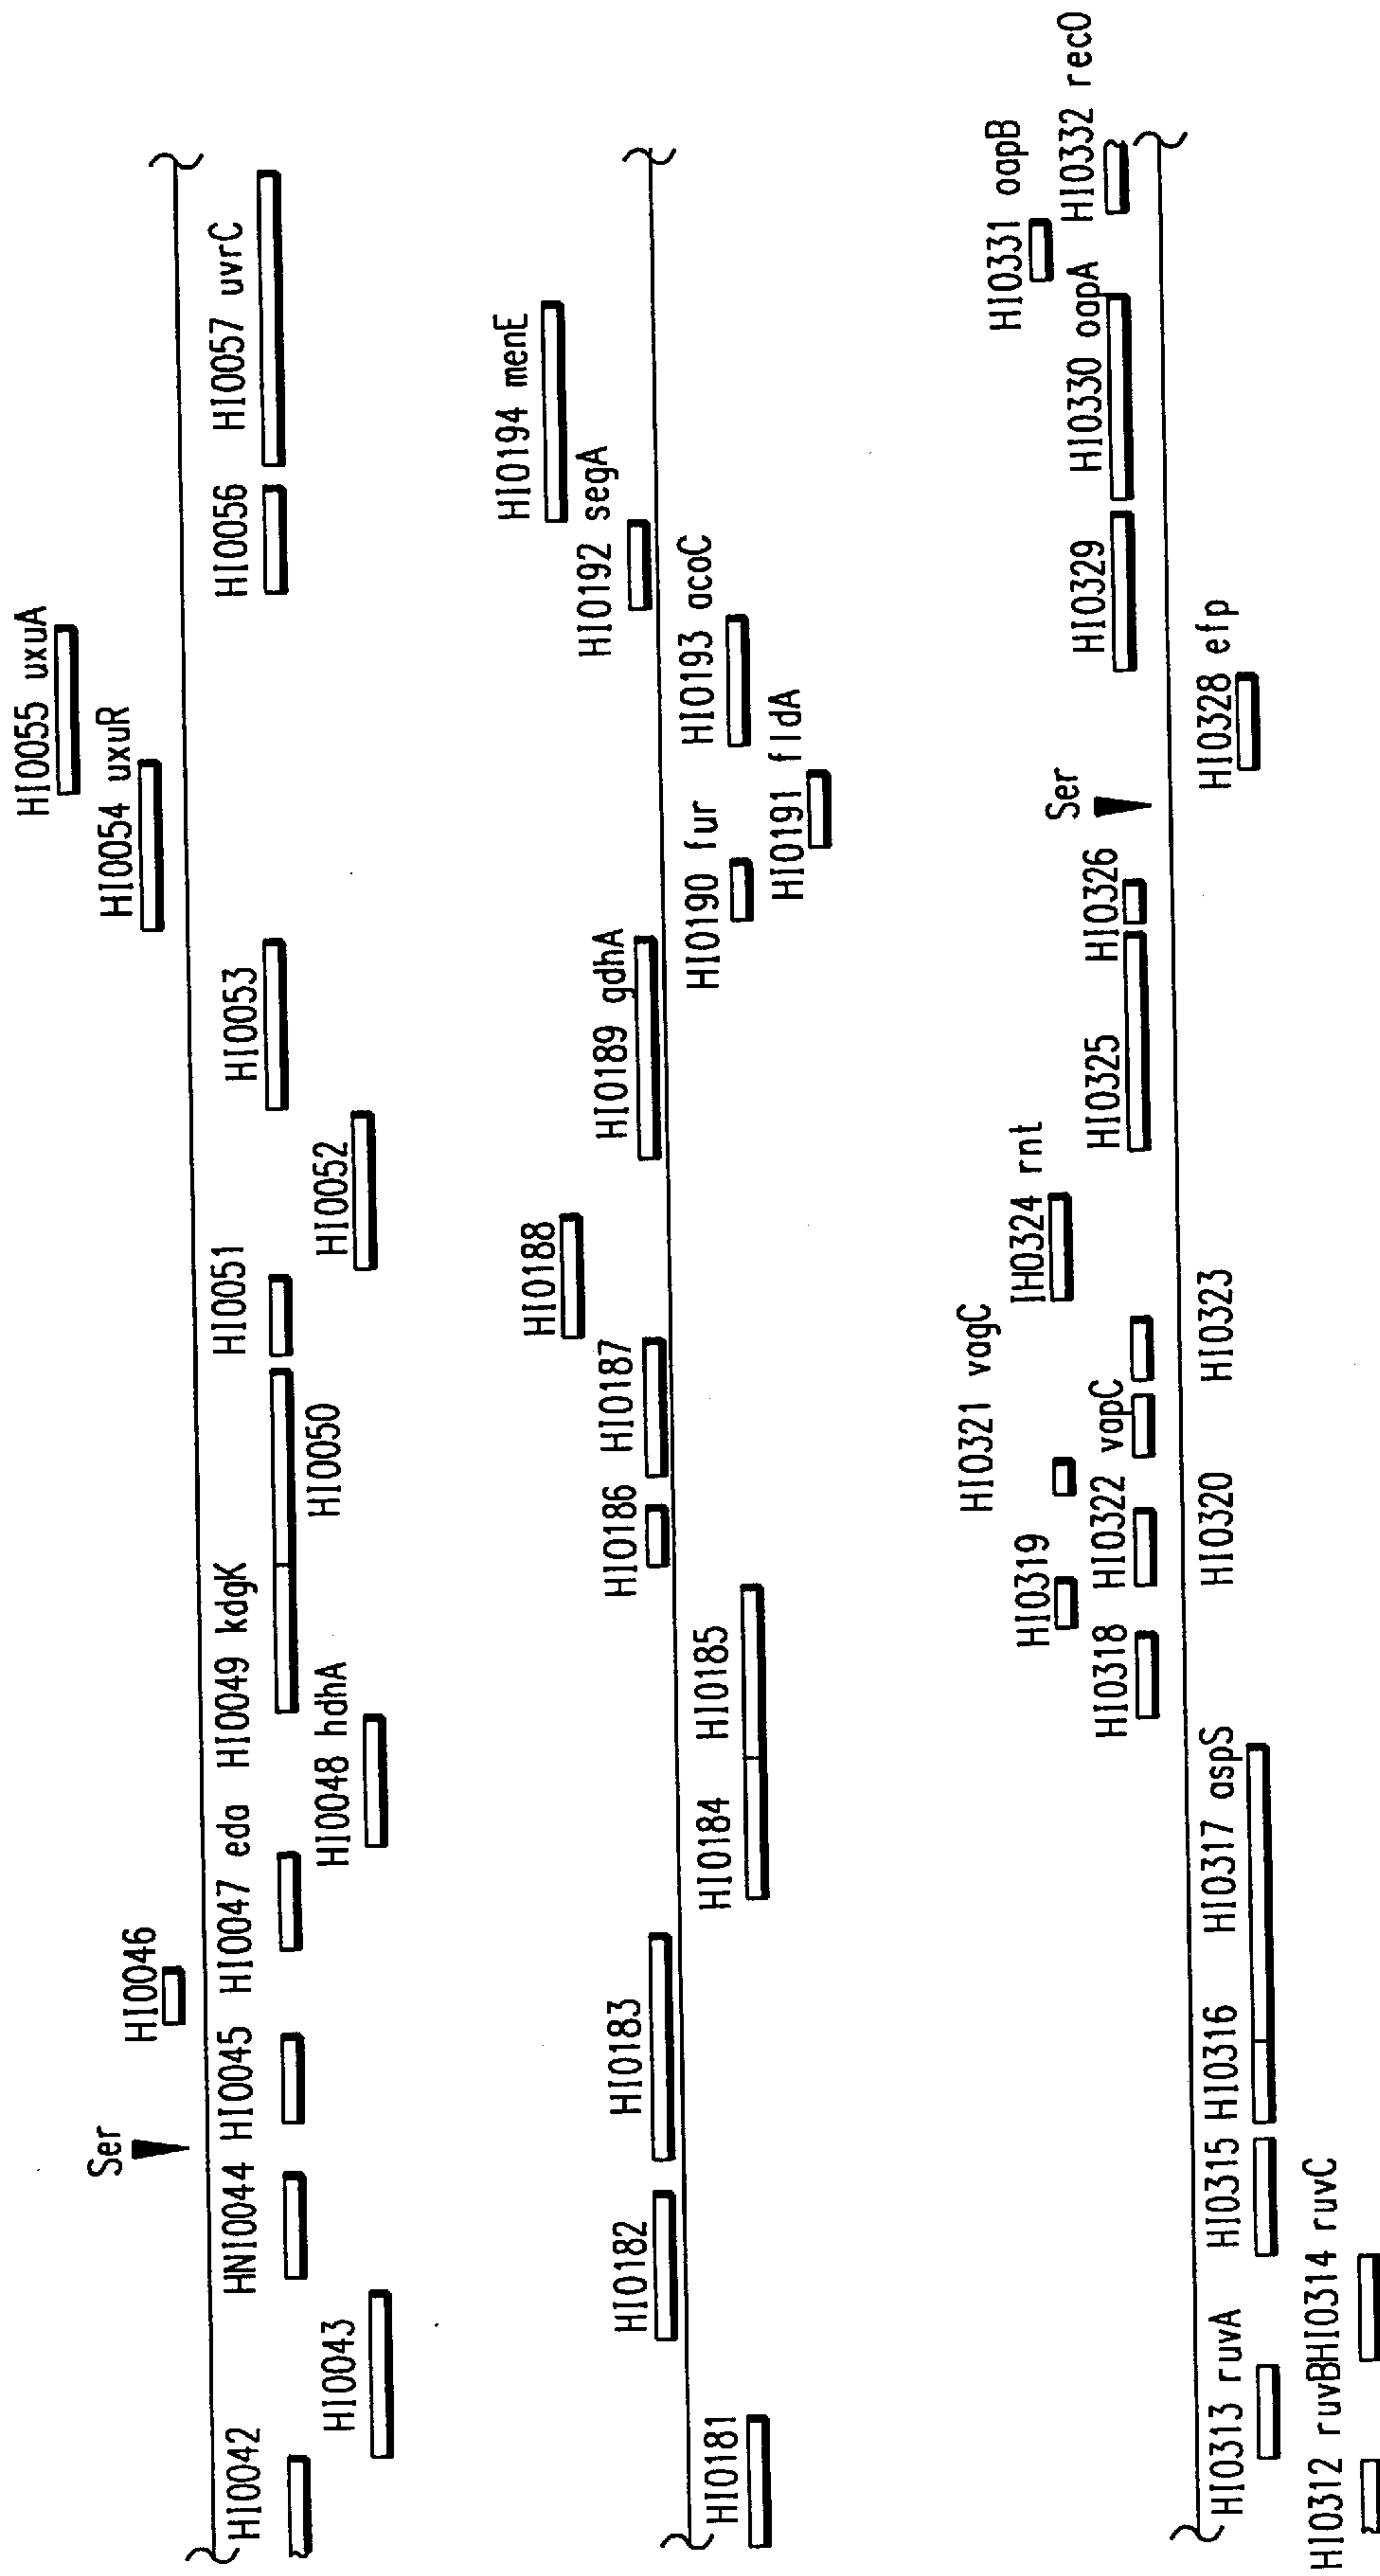 HI0055 uxuA
HI0054 uxuR
HI0046
Ser
HI0042
HI0043
HN10044
HI0045
HI0047 eda
HI0048 hdhA
HI0049 kdgK
HI0050
HI0051
HI0052
HI0053
HI0056
HI0057 uvrC
HI0194 menE
HI0192 segA
HI0188
HI0182
HI0183
HI0186
HI0187
HI0189 gdhA
HI0181
HI0184
HI0185
HI0190 fur
HI0193 acoC
HI0191 fldA
HI0321 vagC
HI0331 oapB
HI0319
IH0324 rnt
Ser
HI0332 recO
HI0318
HI0322 vapC
HI0325
HI0326
HI0329
HI0330 oapA
HI0313 ruvA
HI0315
HI0316
HI0317 aspS
HI0320
HI0323
HI0328 efp
HI0312 ruvB
HI0314 ruvC